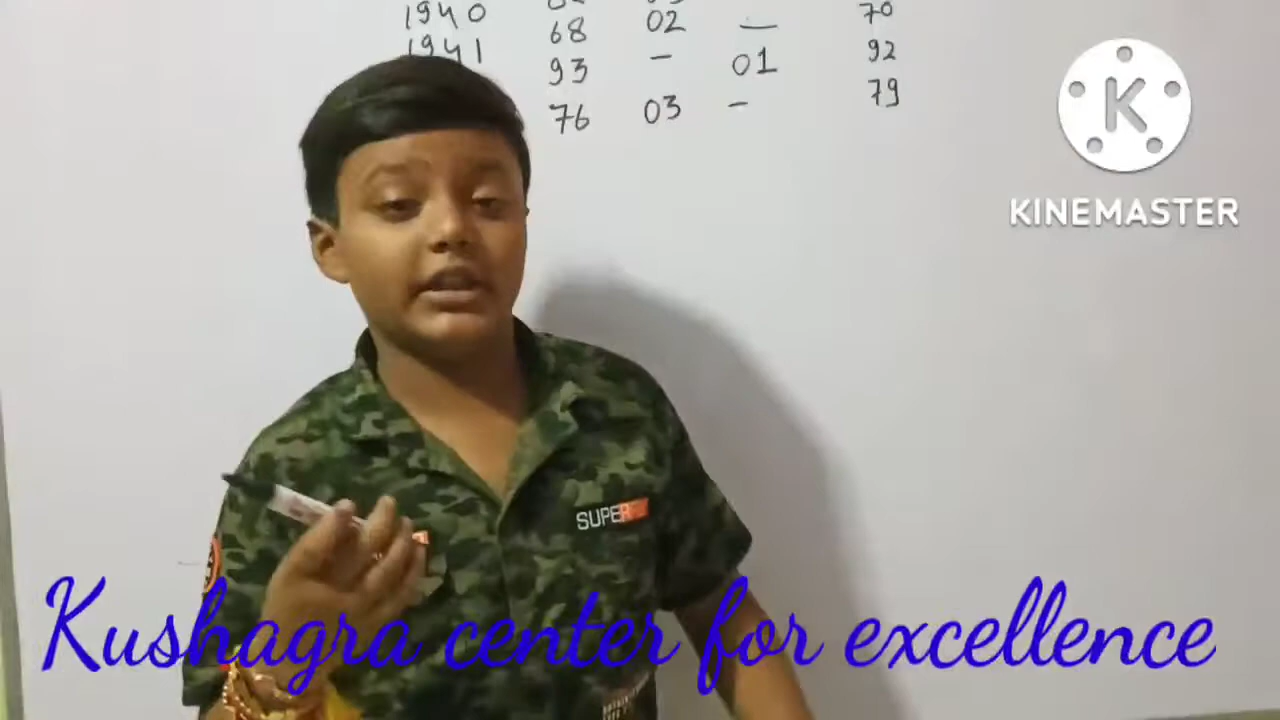 1940 68 02 — 70
1941 93 – 01 92
76 03 – 79
KINEMASTER
SUPER
Kushagra center for excellence